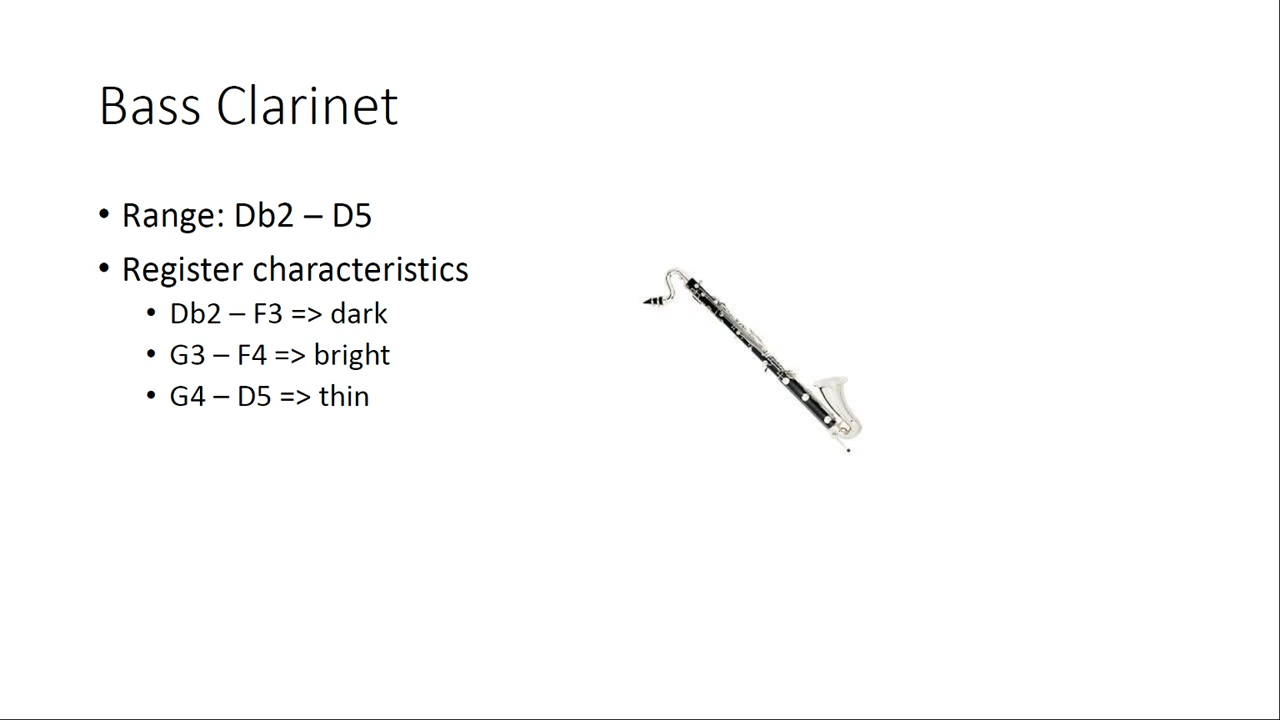 Bass Clarinet
• Range: Db2 – D5
• Register characteristics
• Db2 – F3 => dark
• G3 – F4 => bright
• G4 – D5 => thin